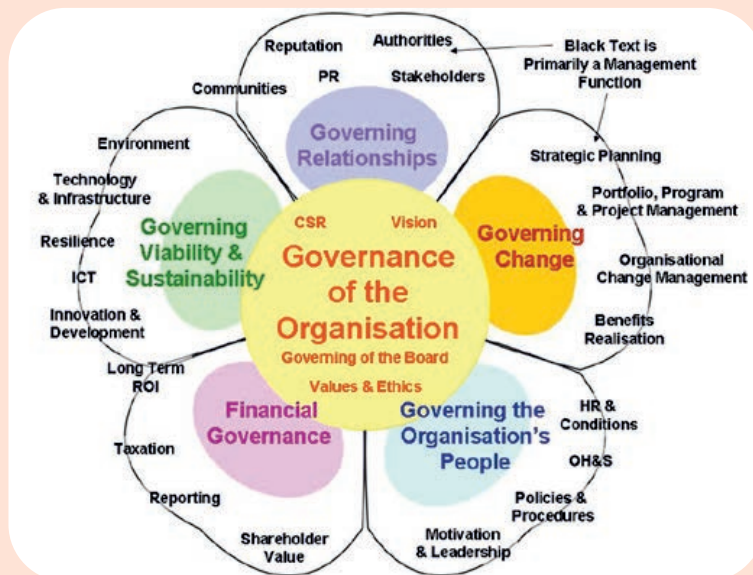 Reputation
Authorities
Communities
PR
Stakeholders
Governing
Relationships
Black Text is
Primarily a Management
Function
Strategic Planning
Portfolio, Program
& Project Management
Organisational
Change Management
Benefits
Realisation
Governing
Change
Environment
Technology
& Infrastructure
Resilience
ICT
Innovation &
Development
Governing
Viability &
Sustainability
CSR
Vision
Governance
of the
Organisation
Governing of the Board
Values & Ethics
Long Term
ROI
Taxation
Reporting
Shareholder
Value
Financial
Governance
Governing the
Organisation's
People
HR &
Conditions
OH&S
Policies &
Procedures
Motivation
& Leadership